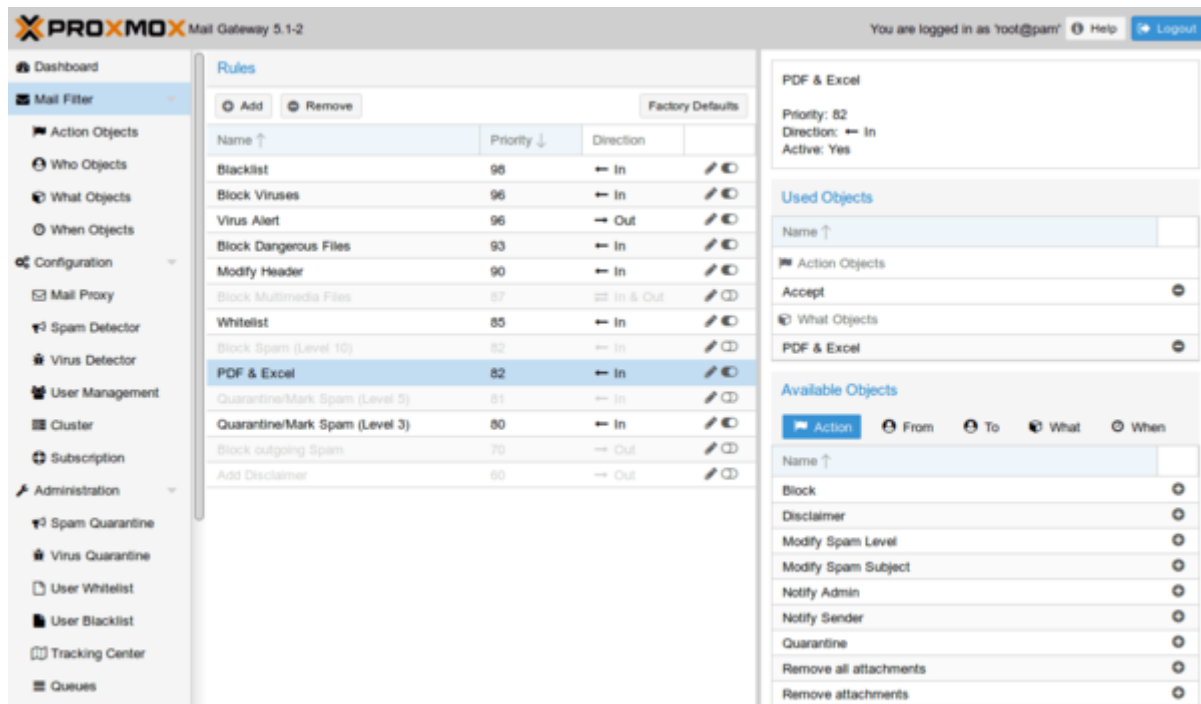 PROXMOX Mail Gateway 5.1-2
You are logged in as 'root@pam' Help Logout
Dashboard
Mail Filter
Action Objects
Who Objects
What Objects
When Objects
Configuration
Mail Proxy
Spam Detector
Virus Detector
User Management
Cluster
Subscription
Administration
Spam Quarantine
Virus Quarantine
User Whitelist
User Blacklist
Tracking Center
Queues
Rules
Add Remove Factory Defaults
Name Priority Direction
Blacklist 98 In
Block Viruses 96 In
Virus Alert 96 Out
Block Dangerous Files 93 In
Modify Header 90 In
Block Multimedia Files 87 In & Out
Whitelist 85 In
Block Spam (Level 10) 82 In
PDF & Excel 82 In
Quarantine/Mark Spam (Level 5) 81 In
Quarantine/Mark Spam (Level 3) 80 In
Block outgoing Spam 70 Out
Add Disclaimer 60 Out
PDF & Excel
Priority: 82
Direction: In
Active: Yes
Used Objects
Name
Action Objects
Accept
What Objects
PDF & Excel
Available Objects
Action From To What When
Name
Block
Disclaimer
Modify Spam Level
Modify Spam Subject
Notify Admin
Notify Sender
Quarantine
Remove all attachments
Remove attachments